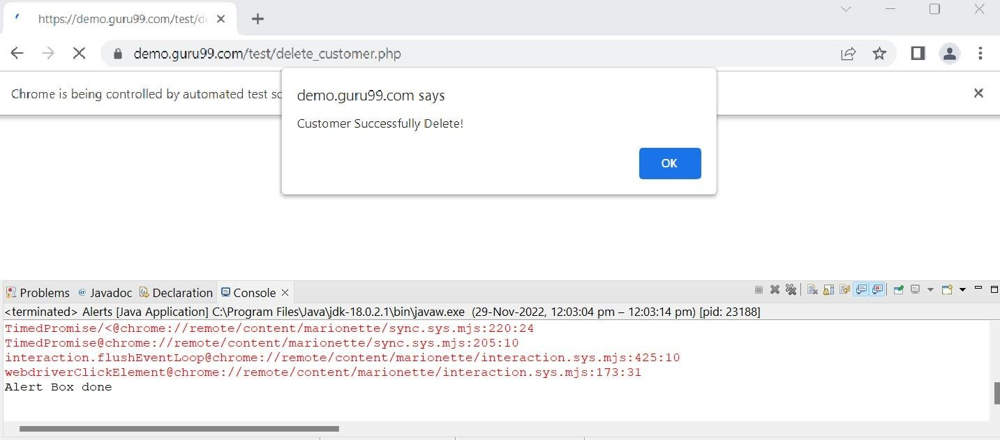 https://demo.guru99.com/test/de
demo.guru99.com/test/delete_customer.php
Chrome is being controlled by automated test so
demo.guru99.com says
Customer Successfully Delete!
OK
Problems @ Javadoc Declaration Console
<terminated> Alerts [Java Application] C:\Program Files\Java\jdk-18.0.2.1\bin\javaw.exe (29-Nov-2022, 12:03:04 pm – 12:03:14 pm) [pid: 23188]
TimedPromise/<@chrome://remote/content/marionette/sync.sys.mjs:220:24
TimedPromise@chrome://remote/content/marionette/sync.sys.mjs:205:10
interaction.flushEventLoop@chrome://remote/content/marionette/interaction.sys.mjs:425:10
webdriverClickElement@chrome://remote/content/marionette/interaction.sys.mjs:173:31
Alert Box done